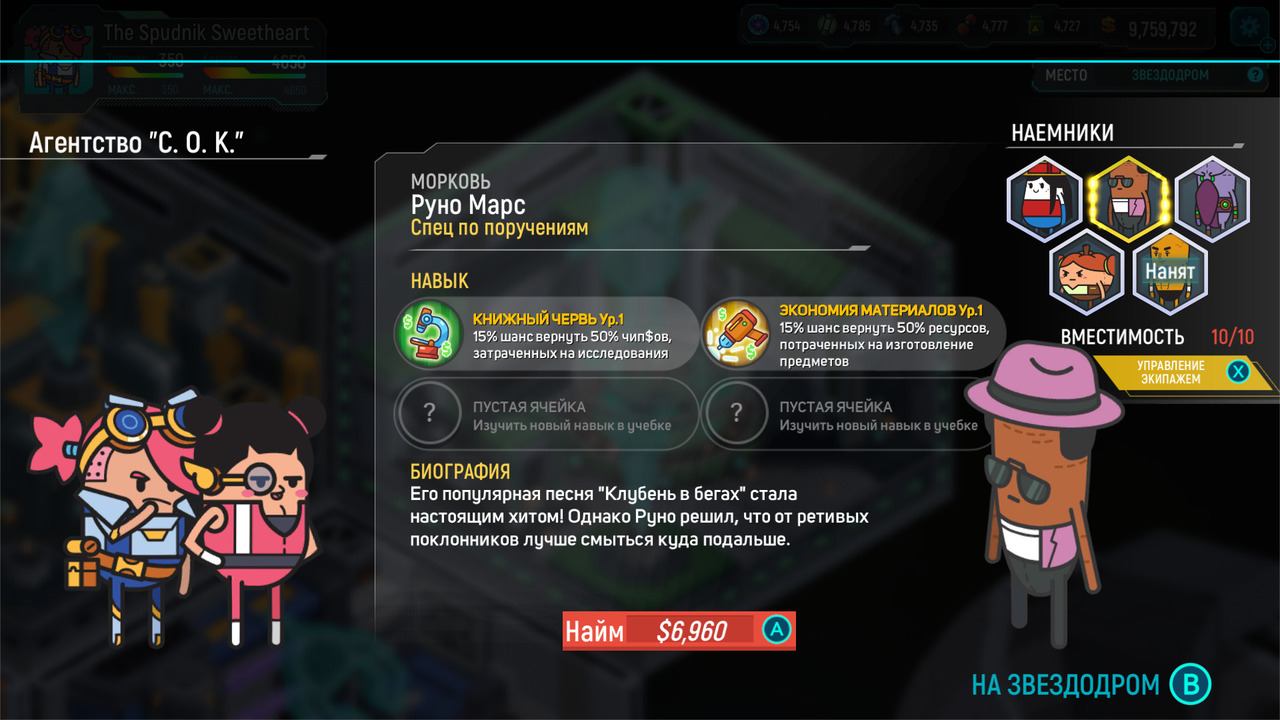 The Spudnik Sweetheart
350
4650
МАКС.
350
МАКС.
4650
4,754
4,785
4,735
4,777
4,727
9,759,792
МЕСТО
ЗВЕЗДОДРОМ
?
Агентство "С. О. К."
МОРКОВЬ
Руно Марс
Спец по поручениям
НАВЫК
КНИЖНЫЙ ЧЕРВЬ Ур.1
15% шанс вернуть 50% чип$ов,
затраченных на исследования
ЭКОНОМИЯ МАТЕРИАЛОВ Ур.1
15% шанс вернуть 50% ресурсов,
потраченных на изготовление
предметов
?
ПУСТАЯ ЯЧЕЙКА
Изучить новый навык в учебке
?
ПУСТАЯ ЯЧЕЙКА
Изучить новый навык в учебке
БИОГРАФИЯ
Его популярная песня "Клубень в бегах" стала
настоящим хитом! Однако Руно решил, что от ретивых
поклонников лучше смыться куда подальше.
Найм $6,960 A
НАЕМНИКИ
Нанят
ВМЕСТИМОСТЬ 10/10
УПРАВЛЕНИЕ
ЭКИПАЖЕМ
X
НА ЗВЕЗДОДРОМ B